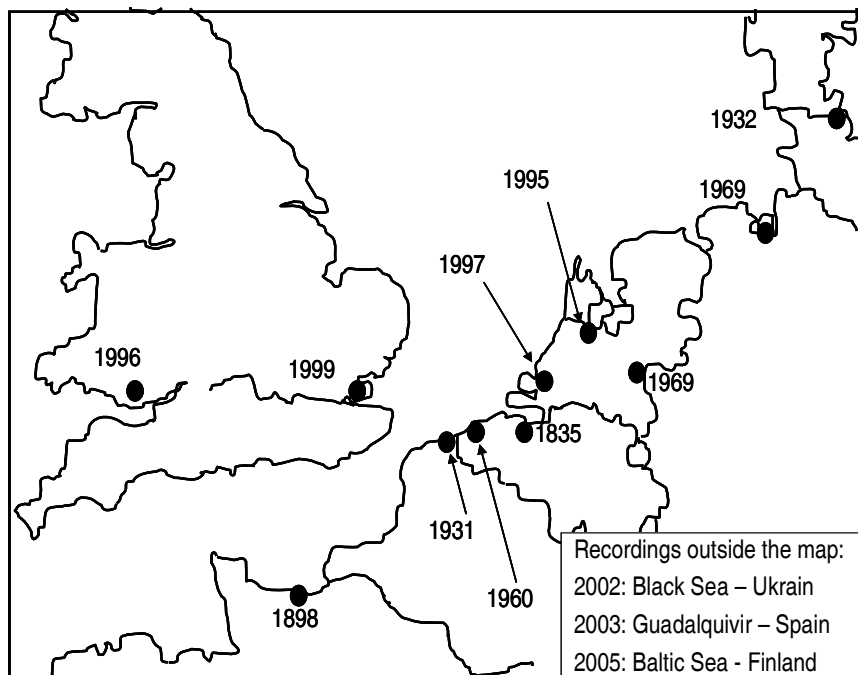 1932
1995
1969
1997
1996
1999
1969
1835
1931
1960
1898
Recordings outside the map:
2002: Black Sea – Ukrain
2003: Guadalquivir – Spain
2005: Baltic Sea - Finland